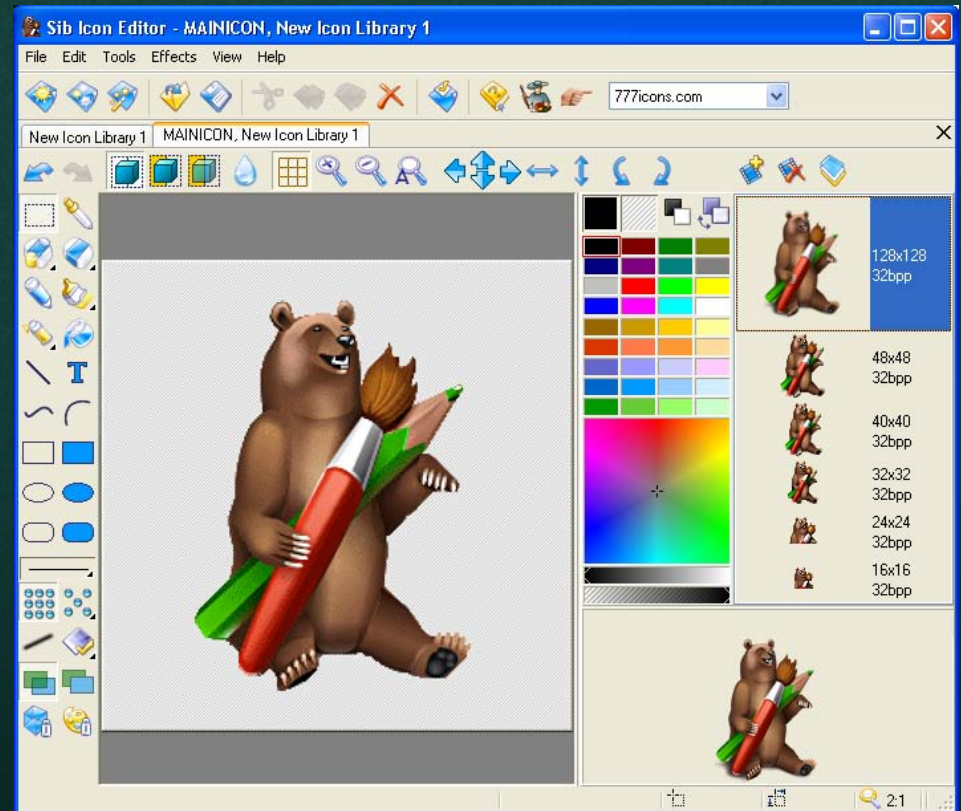 Sib Icon Editor - MAINICON, New Icon Library 1
File Edit Tools Effects View Help
777icons.com
New Icon Library 1 MAINICON, New Icon Library 1
128x128
32bpp
48x48
32bpp
40x40
32bpp
32x32
32bpp
24x24
32bpp
16x16
32bpp
T
2:1